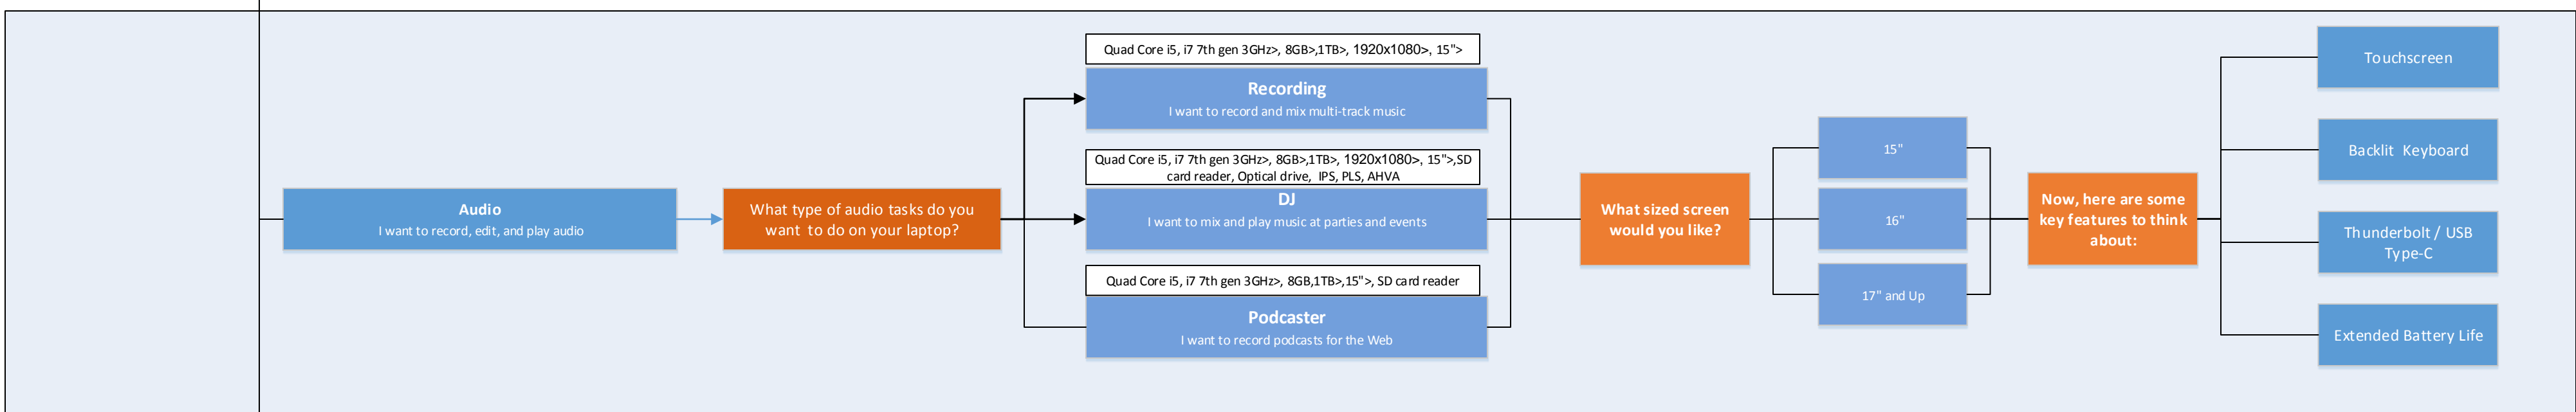 Audio
I want to record, edit, and play audio
What type of audio tasks do you
want to do on your laptop?
Quad Core i5, i7 7th gen 3GHz>, 8GB>,1TB>, 1920x1080>, 15">
Recording
I want to record and mix multi-track music
Quad Core i5, i7 7th gen 3GHz>, 8GB>,1TB>, 1920x1080>, 15">,SD
card reader, Optical drive, IPS, PLS, AHVA
DJ
I want to mix and play music at parties and events
Quad Core i5, i7 7th gen 3GHz>, 8GB,1TB>,15">, SD card reader
Podcaster
I want to record podcasts for the Web
What sized screen
would you like?
15"
16"
17" and Up
Now, here are some
key features to think
about:
Touchscreen
Backlit Keyboard
Thunderbolt / USB
Type-C
Extended Battery Life